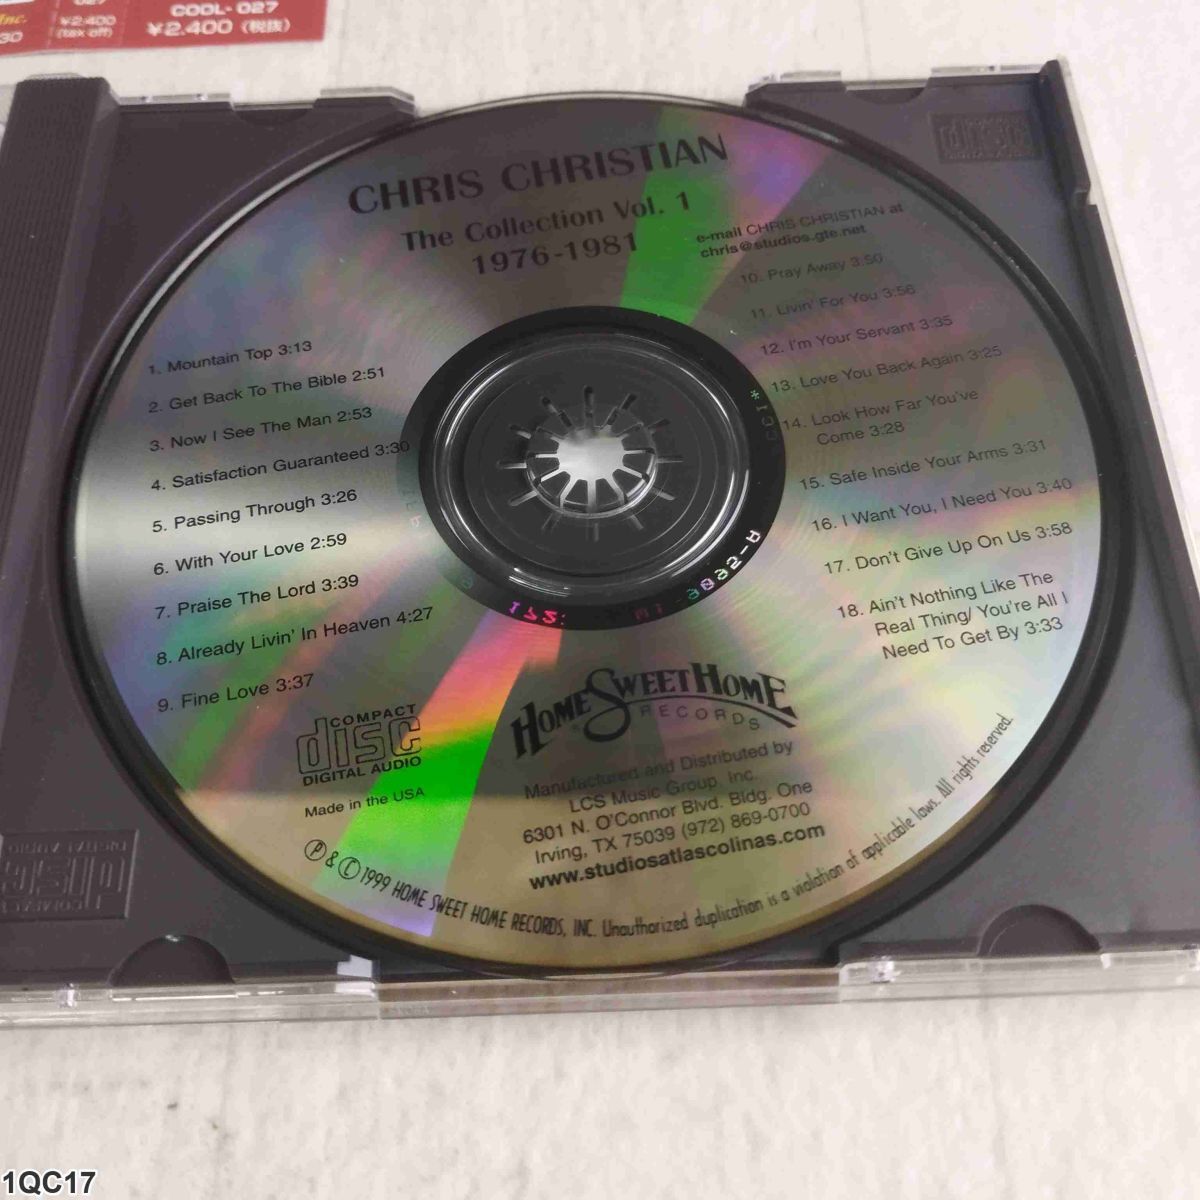 Inc.
027
¥2.400
(tax off)
30
COOL-027
¥2.400 (税抜)
CHRIS CHRISTIAN
The Collection Vol. 1
1976-1981
e-mail CHRIS CHRISTIAN at
chris@studios.gte.net
1. Mountain Top 3:13
2. Get Back To The Bible 2:51
3. Now I See The Man 2:53
4. Satisfaction Guaranteed 3:30
5. Passing Through 3:26
6. With Your Love 2:59
7. Praise The Lord 3:39
8. Already Livin' In Heaven 4:27
9. Fine Love 3:37
10. Pray Away 3:50
11. Livin' For You 3:56
12. I'm Your Servant 3:35
13. Love You Back Again 3:25
14. Look How Far You've
Come 3:28
15. Safe Inside Your Arms 3:31
16. I Want You, I Need You 3:40
17. Don't Give Up On Us 3:58
18. Ain't Nothing Like The
Real Thing/ You're All I
Need To Get By 3:33
COMPACT
disc
DIGITAL AUDIO
Made in the USA
HOME SWEET HOME
RECORDS
Manufactured and Distributed by
LCS Music Group, Inc.
6301 N. O'Connor Blvd. Bldg. One
Irving, TX 75039 (972) 869-0700
www.studiosatlascolinas.com
℗ & © 1999 HOME SWEET HOME RECORDS, INC. Unauthorized duplication is a violation of applicable laws. All rights reserved.
COMPACT
disc
DIGITAL AUDIO
1QC17